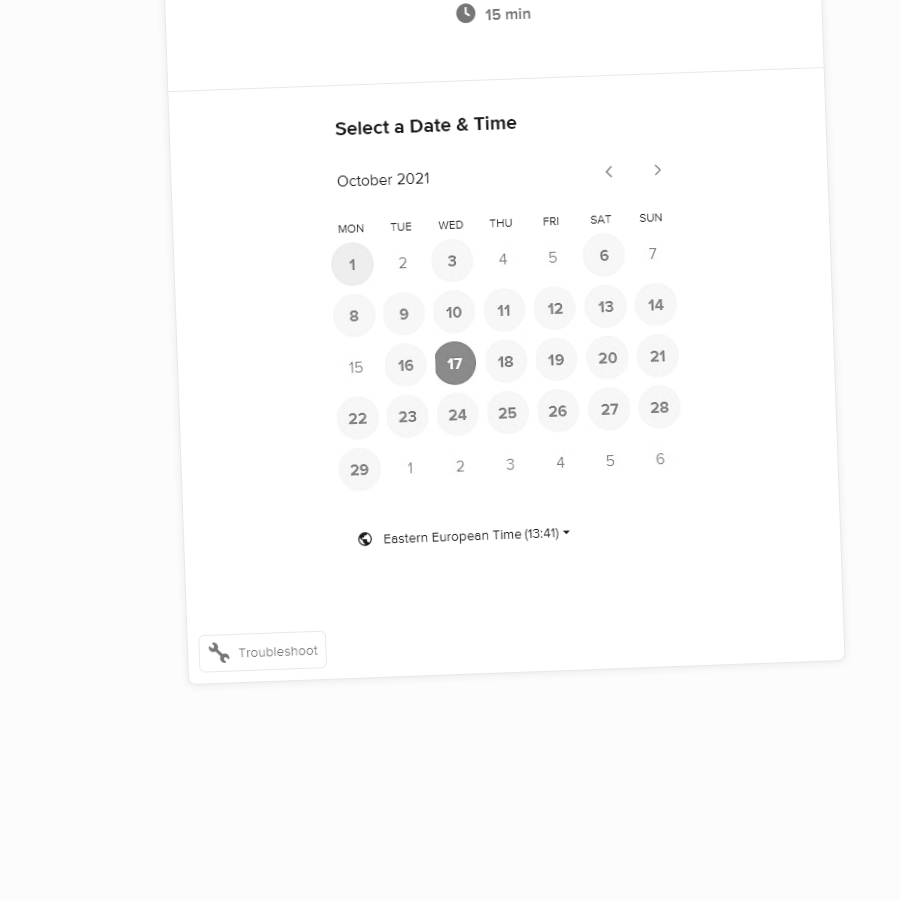 15 min
Select a Date & Time
October 2021
MON TUE WED THU FRI SAT SUN
1 2 3 4 5 6 7
8 9 10 11 12 13 14
15 16 17 18 19 20 21
22 23 24 25 26 27 28
29 1 2 3 4 5 6
Eastern European Time (13:41)
Troubleshoot